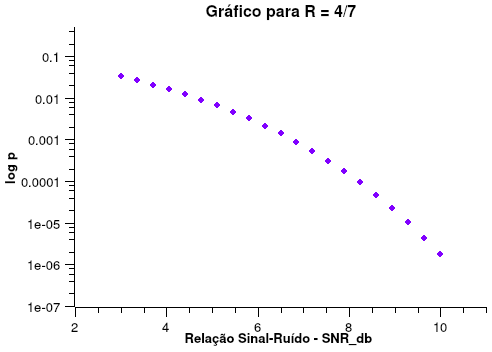 Gráfico para R = 4/7
0.1
0.01
0.001
0.0001
1e-05
1e-06
1e-07
log p
2 4 6 8 10
Relação Sinal-Ruído - SNR_db